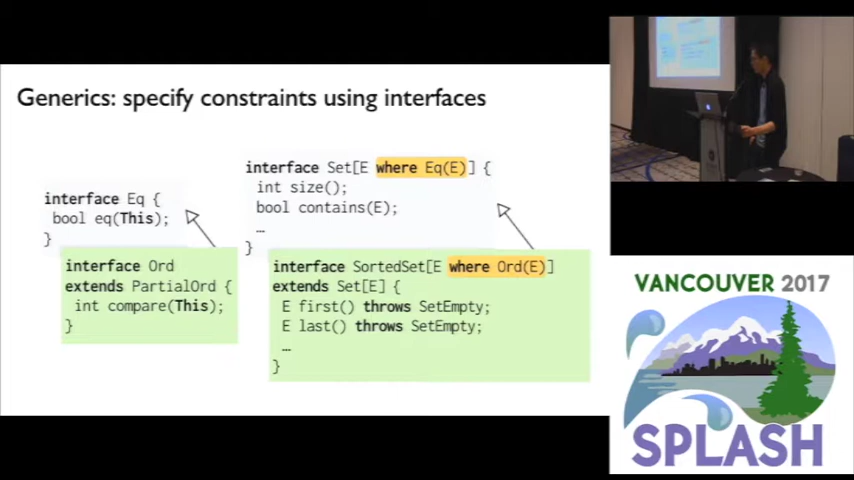 Generics: specify constraints using interfaces
interface Eq {
bool eq(This);
}
interface Ord
extends PartialOrd {
int compare(This);
}
interface Set[E where Eq(E)] {
int size();
bool contains(E);
…
}
interface SortedSet[E where Ord(E)]
extends Set[E] {
E first() throws SetEmpty;
E last() throws SetEmpty;
…
}
VANCOUVER 2017
SPLASH